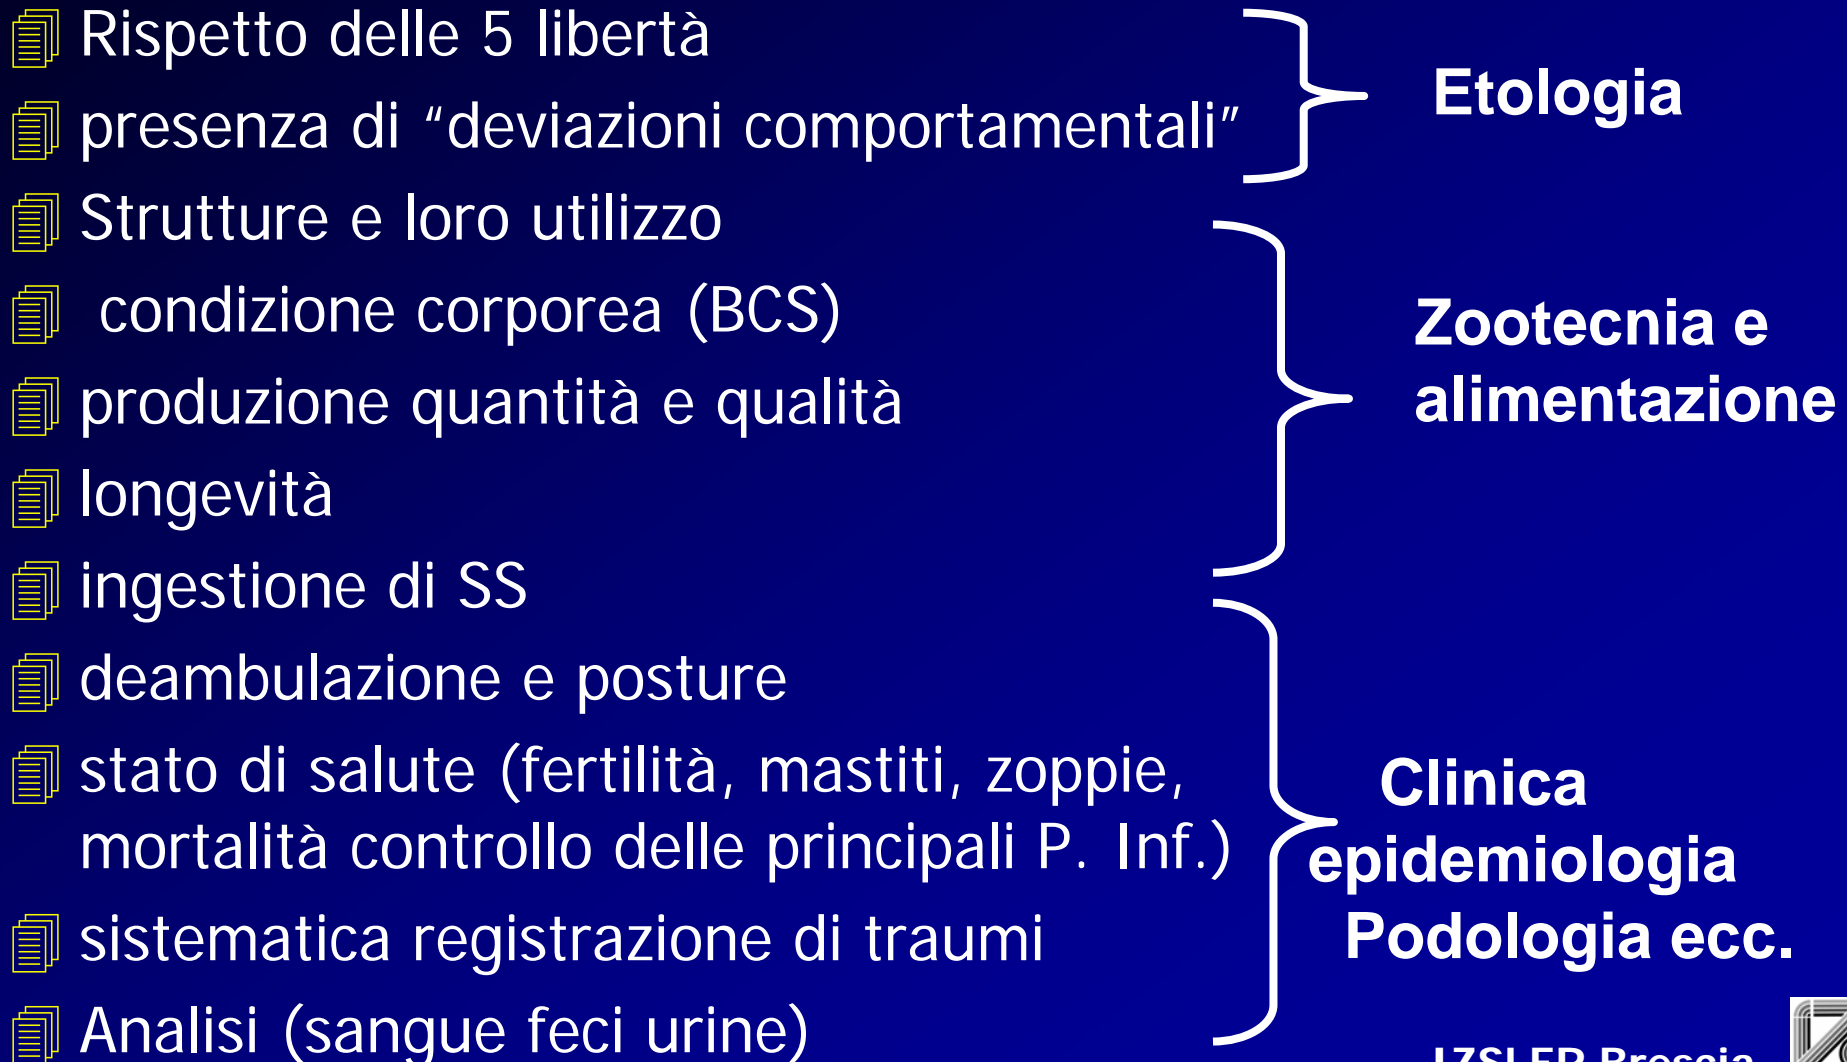 Rispetto delle 5 libertà
presenza di “deviazioni comportamentali”
Etologia
Strutture e loro utilizzo
condizione corporea (BCS)
produzione quantità e qualità
longevità
ingestione di SS
Zootecnia e
alimentazione
deambulazione e posture
stato di salute (fertilità, mastiti, zoppie,
mortalità controllo delle principali P. Inf.)
sistematica registrazione di traumi
Analisi (sangue feci urine)
Clinica
epidemiologia
Podologia ecc.
IZSLER Brescia